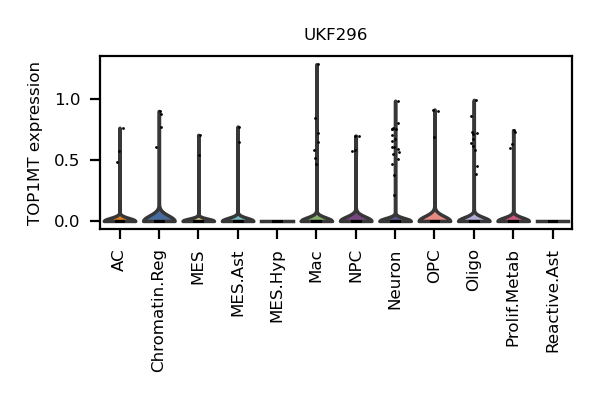 UKF296
TOP1MT expression
1.0
0.5
0.0
AC
Chromatin.Reg
MES
MES.Ast
MES.Hyp
Mac
NPC
Neuron
OPC
Oligo
Prolif.Metab
Reactive.Ast